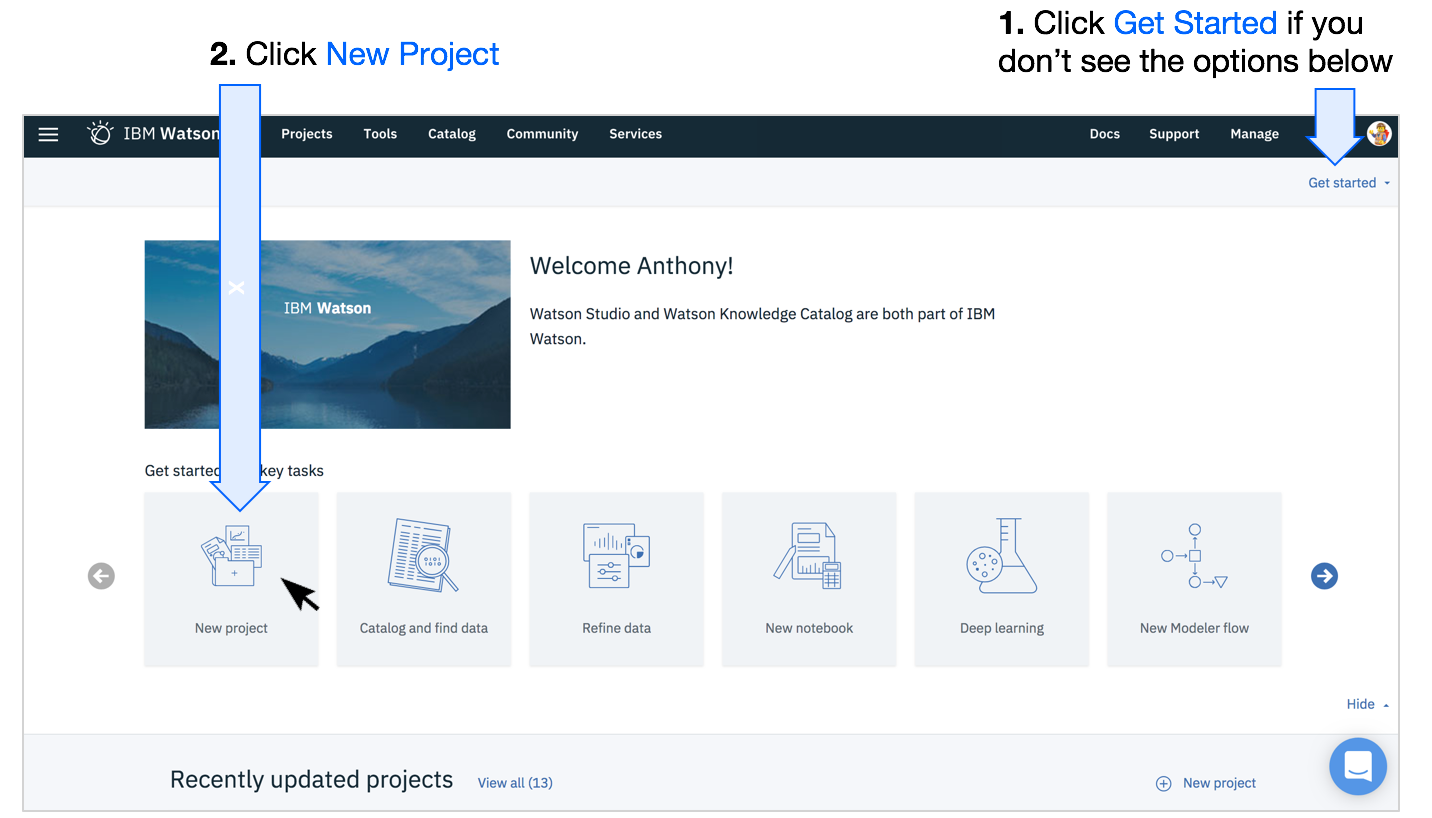 1. Click Get Started if you
don't see the options below
2. Click New Project
IBM Watson
Projects
Tools
Catalog
Community
Services
Docs
Support
Manage
Get started
IBM Watson
Welcome Anthony!
Watson Studio and Watson Knowledge Catalog are both part of IBM
Watson.
Get started key tasks
New project
Catalog and find data
Refine data
New notebook
Deep learning
New Modeler flow
Hide
Recently updated projects
View all (13)
New project